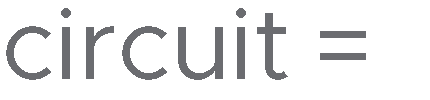 circuit =